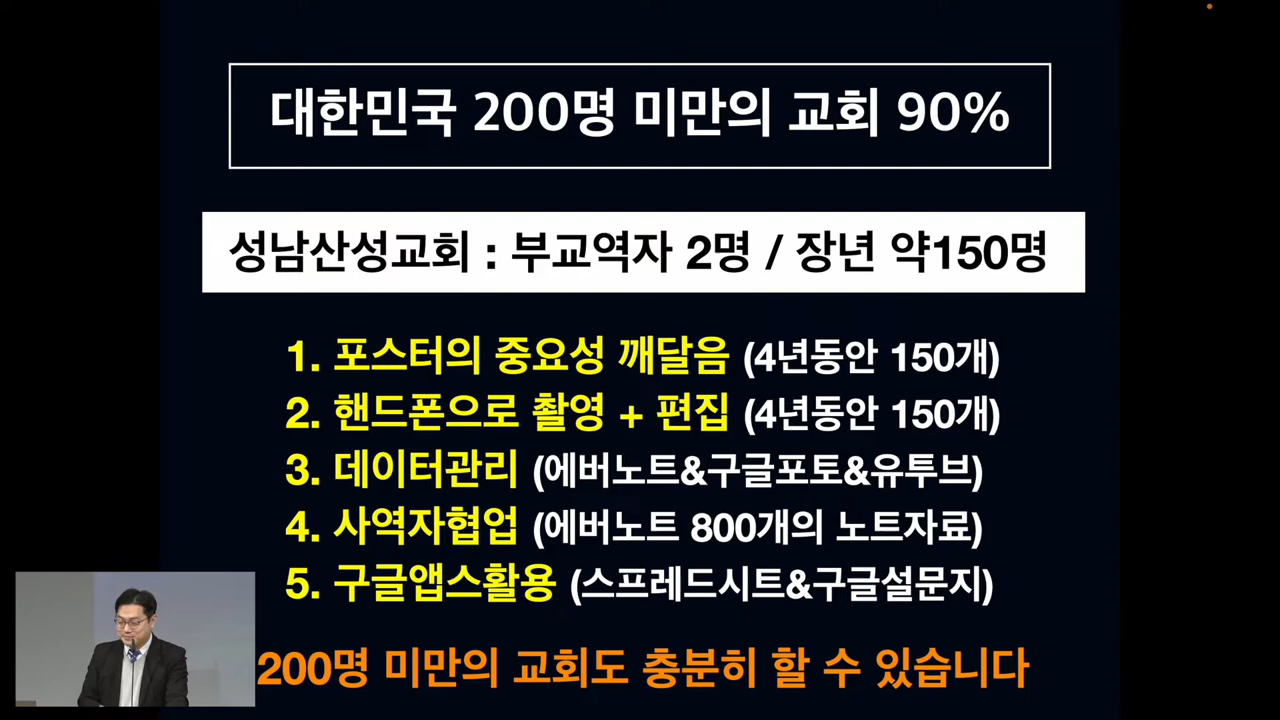 대한민국 200명 미만의 교회 90%
성남산성교회 : 부교역자 2명 / 장년 약150명
1. 포스터의 중요성 깨달음 (4년동안 150개)
2. 핸드폰으로 촬영 + 편집 (4년동안 150개)
3. 데이터관리 (에버노트&구글포토&유투브)
4. 사역자협업 (에버노트 800개의 노트자료)
5. 구글앱스활용 (스프레드시트&구글설문지)
200명 미만의 교회도 충분히 할 수 있습니다